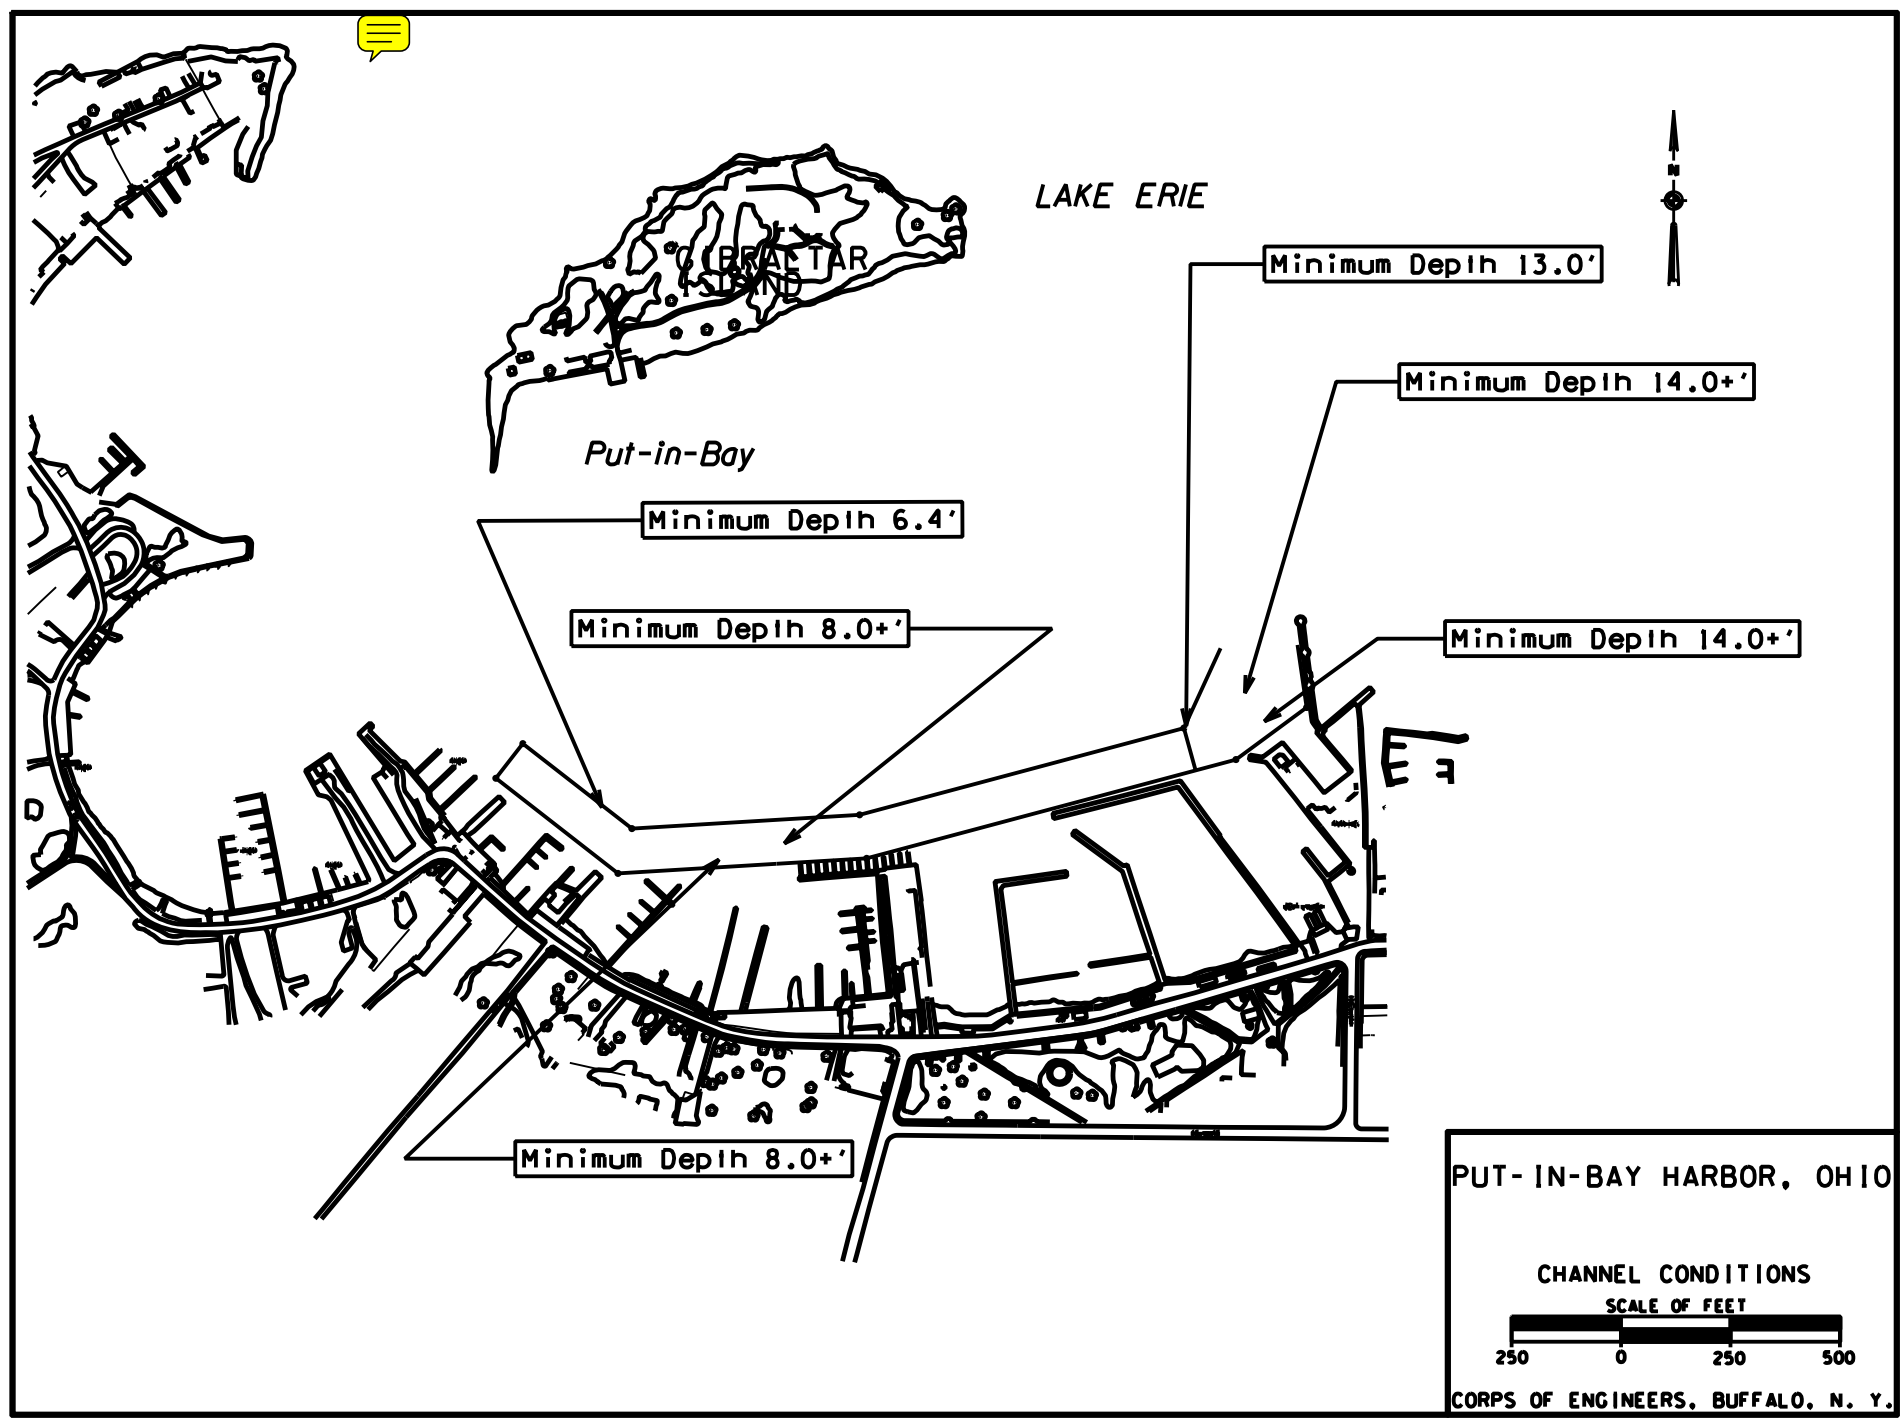 N
LAKE ERIE
GIBRALTAR
ISLAND
Minimum Depth 13.0'
Minimum Depth 14.0+'
Put-in-Bay
Minimum Depth 6.4'
Minimum Depth 8.0+'
Minimum Depth 14.0+'
Minimum Depth 8.0+'
PUT-IN-BAY HARBOR, OHIO
CHANNEL CONDITIONS
SCALE OF FEET
250 0 250 500
CORPS OF ENGINEERS, BUFFALO, N. Y.